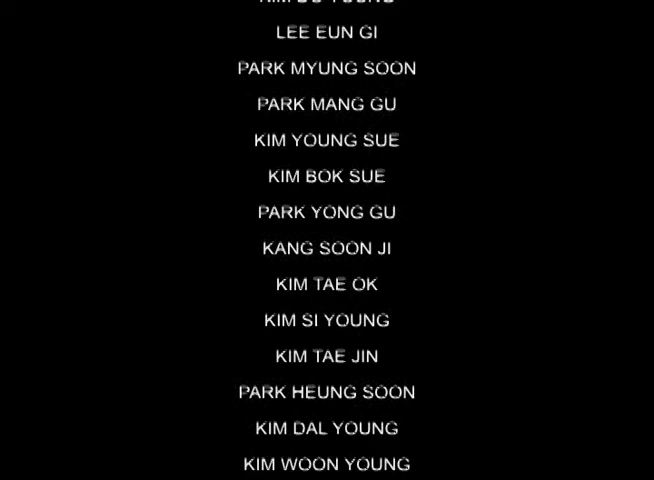 LEE EUN GI
PARK MYUNG SOON
PARK MANG GU
KIM YOUNG SUE
KIM BOK SUE
PARK YONG GU
KANG SOON JI
KIM TAE OK
KIM SI YOUNG
KIM TAE JIN
PARK HEUNG SOON
KIM DAL YOUNG
KIM WOON YOUNG